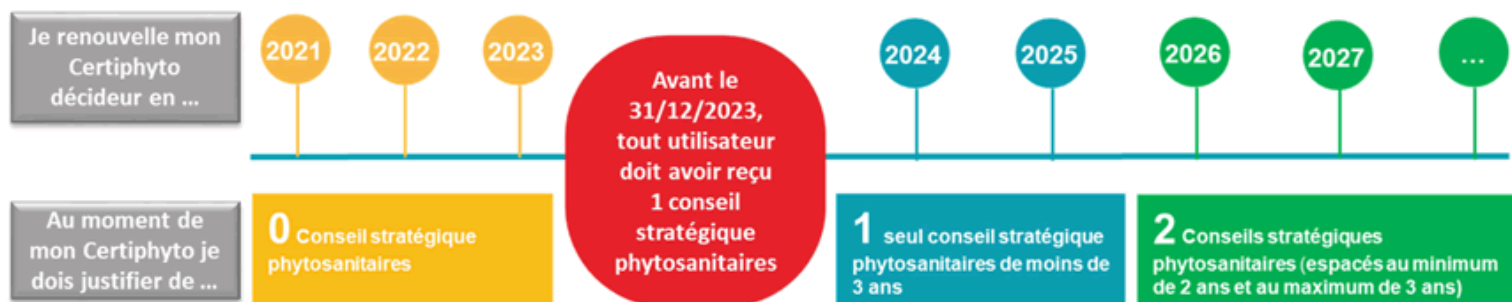 Je renouvelle mon
Certiphyto
décideur en ...
2021
2022
2023
Avant le
31/12/2023,
tout utilisateur
doit avoir reçu
1 conseil
stratégique
phytosanitaires
2024
2025
2026
2027
...
Au moment de
mon Certiphyto je
dois justifier de ...
0 Conseil stratégique
phytosanitaires
1 seul conseil stratégique
phytosanitaires de moins de
3 ans
2 Conseils stratégiques
phytosanitaires (espacés au minimum
de 2 ans et au maximum de 3 ans)